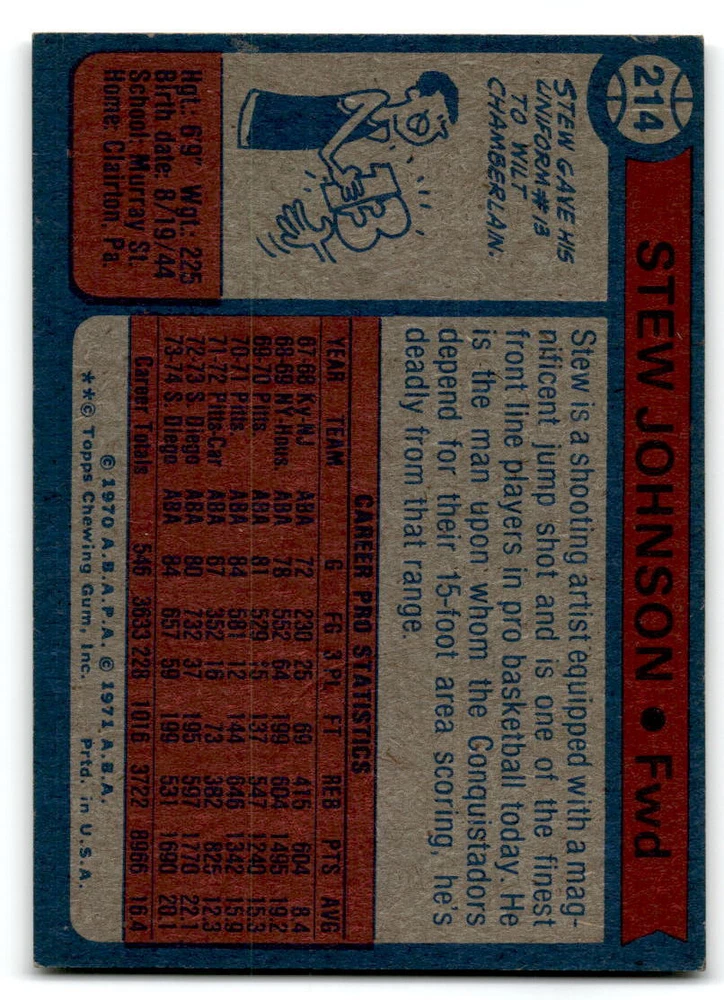 214
STEW JOHNSON • Fwd
STEW GAVE HIS
UNIFORM # 13
TO WILT
CHAMBERLAN.
13
Hgt: 6'9" Wgt: 225
Birth date: 8/19/44
School: Murray St.
Home: Clairton, Pa.
Stew is a shooting artist equipped with a mag-
nificent jump shot and is one of the finest
front line players in pro basketball today. He
is the man upon whom the Conquistadors
depend for their 15-foot area scoring, he's
deadly from that range.
CAREER PRO STATISTICS
YEAR TEAM G FG 3 PL FT REB PTS AVG
67-68 Ky-NJ ABA 72 230 25 69 415 604 8.4
68-69 NY-Hous. ABA 78 552 64 199 604 1495 19.2
69-70 Pitts. ABA 81 529 15 137 547 1240 15.3
70-71 Pitts. ABA 84 581 12 144 646 1342 15.9
71-72 Pitts-Car ABA 67 352 16 73 382 825 12.3
72-73 S. Diego ABA 80 732 37 195 597 1770 22.1
73-74 S. Diego ABA 84 657 59 199 531 1690 20.1
Career Totals 546 3633 228 1016 3722 8966 16.4
© 1970 A.B.A.P.A. © 1971 A.B.A.
**© Topps Chewing Gum, Inc. Prtd. in U.S.A.